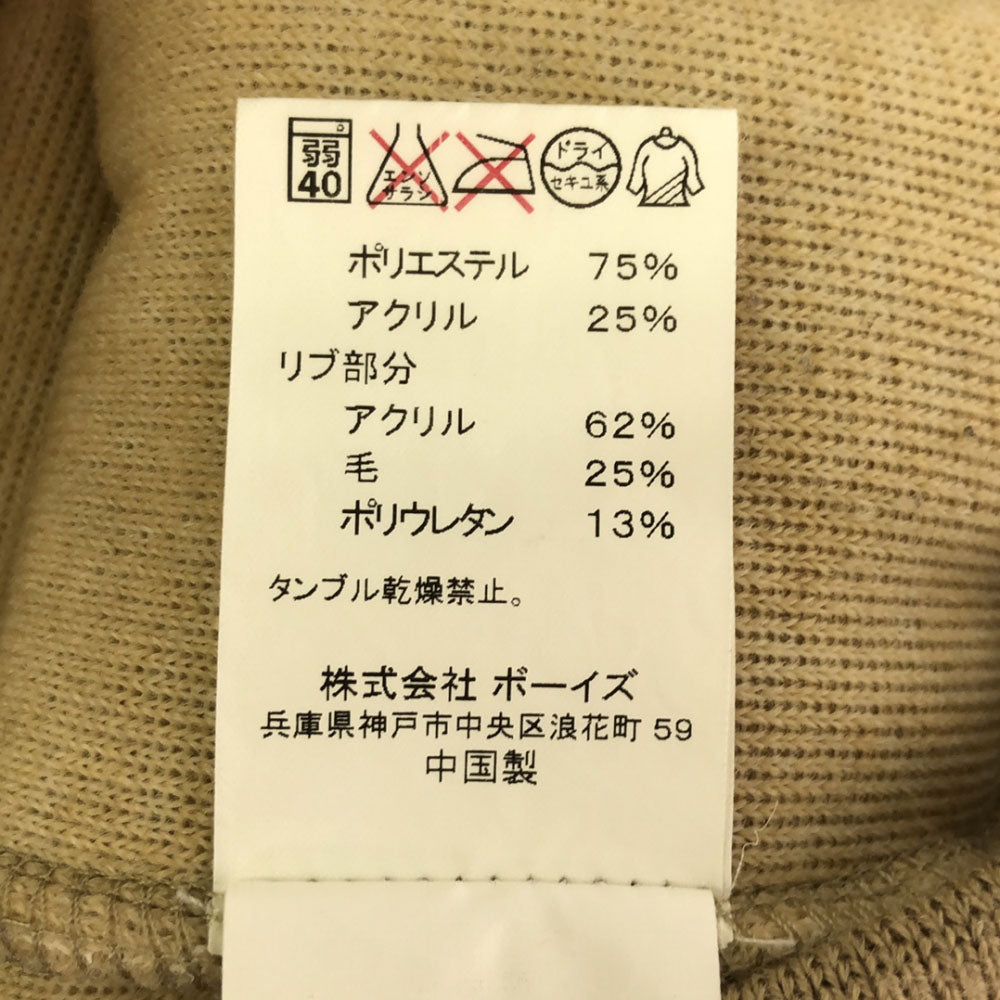 弱 40
エンソ サラシ
ドライ セキユ系
ポリエステル 75%
アクリル 25%
リブ部分
アクリル 62%
毛 25%
ポリウレタン 13%
タンブル乾燥禁止。
株式会社 ボーイズ
兵庫県神戸市中央区浪花町 59
中国製